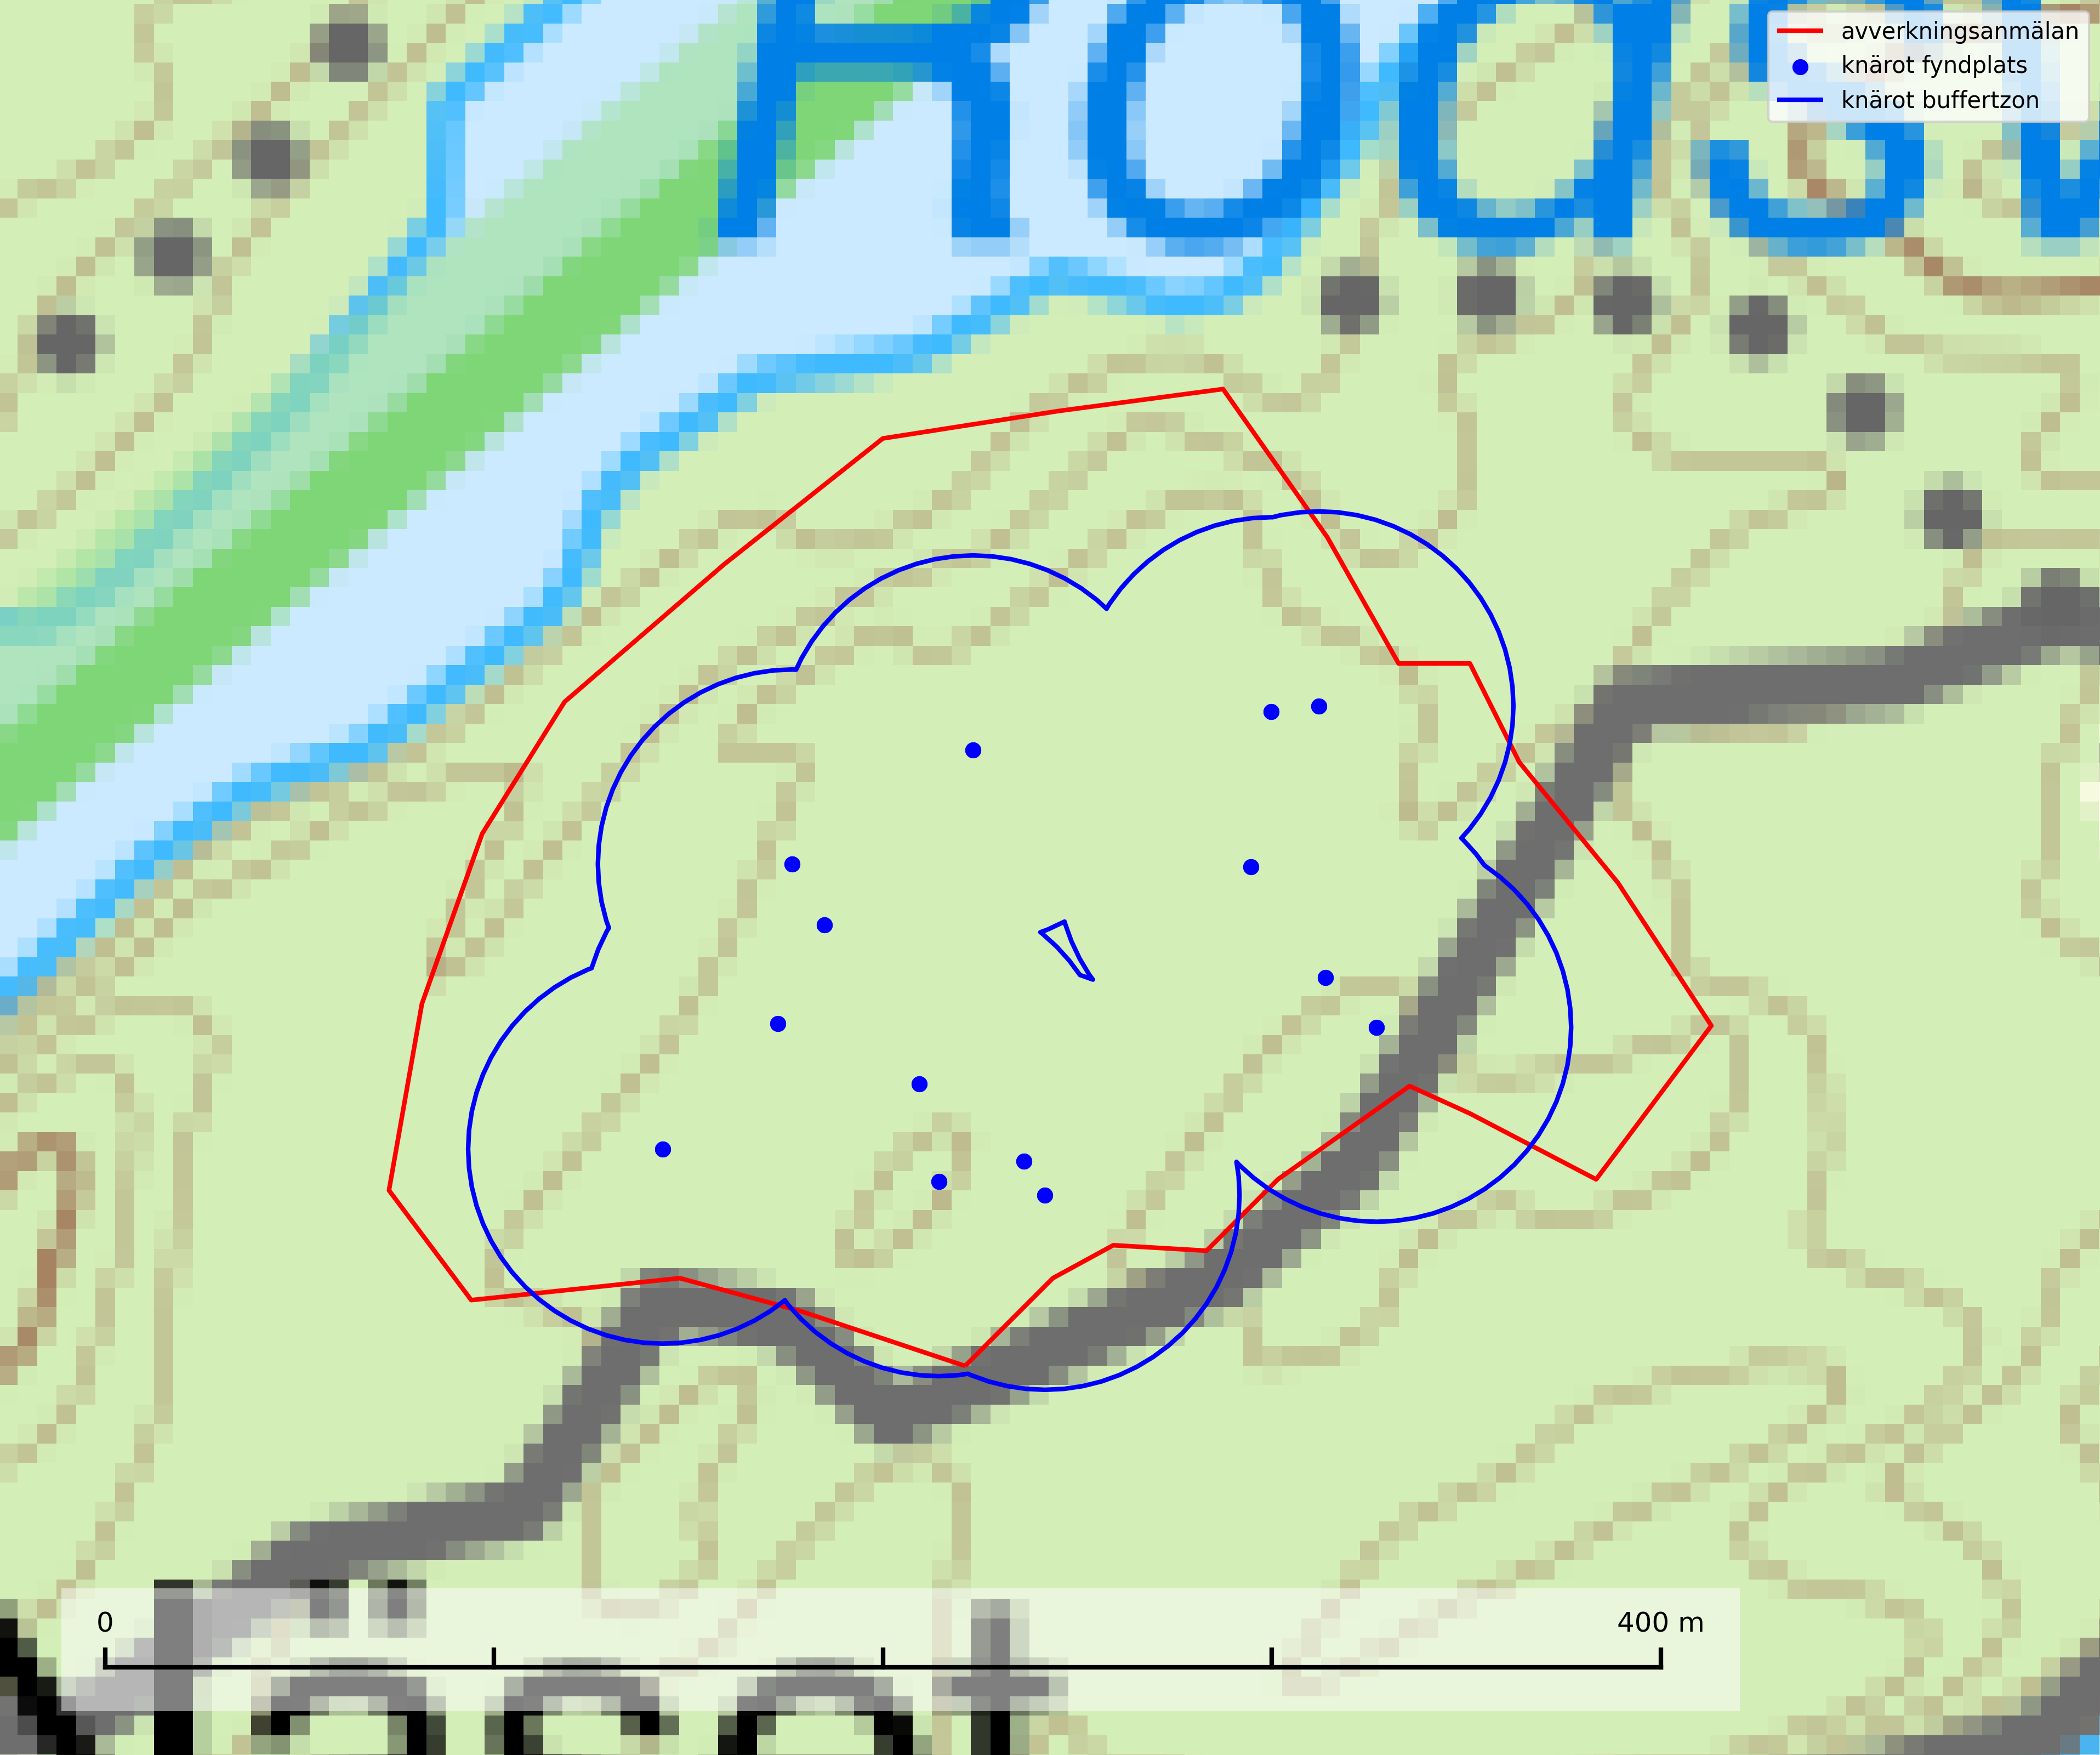 avverkningsanmälan
knärot fyndplats
knärot buffertzon
0 400 m